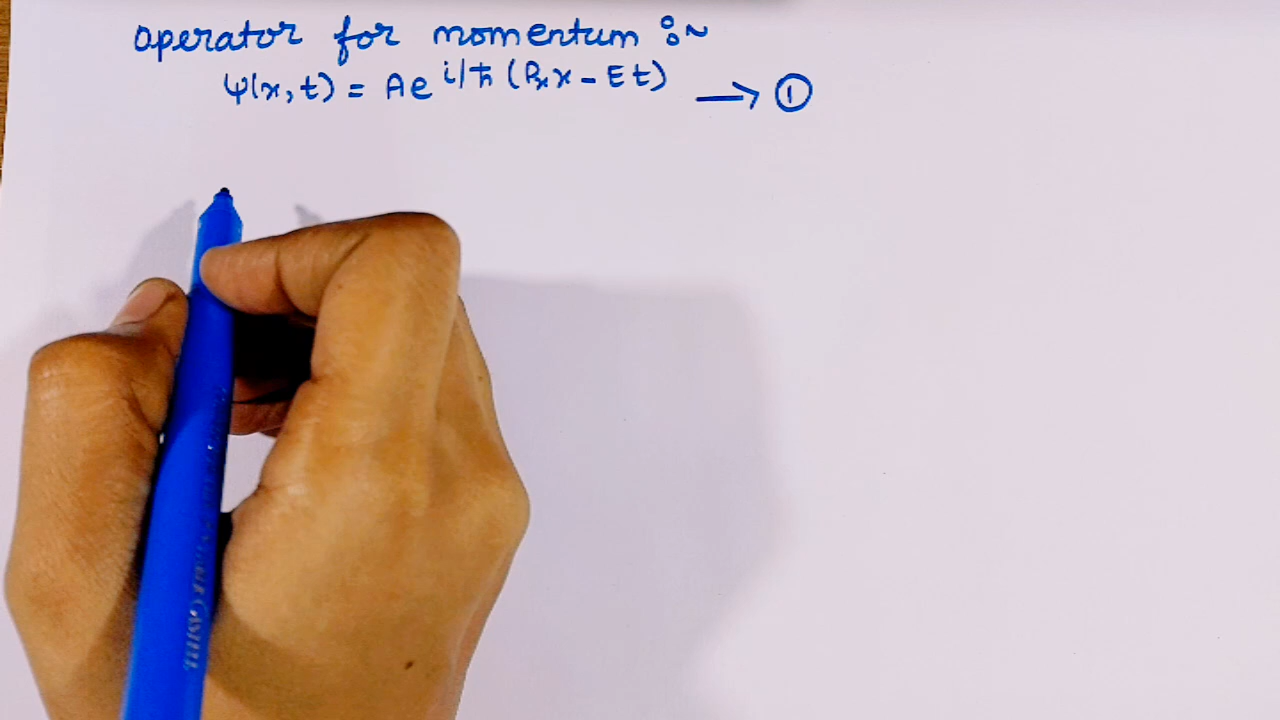 operator for momentum :~
ψ(x,t) = Ae^{i/ħ (Pₓx - Et)} → ①